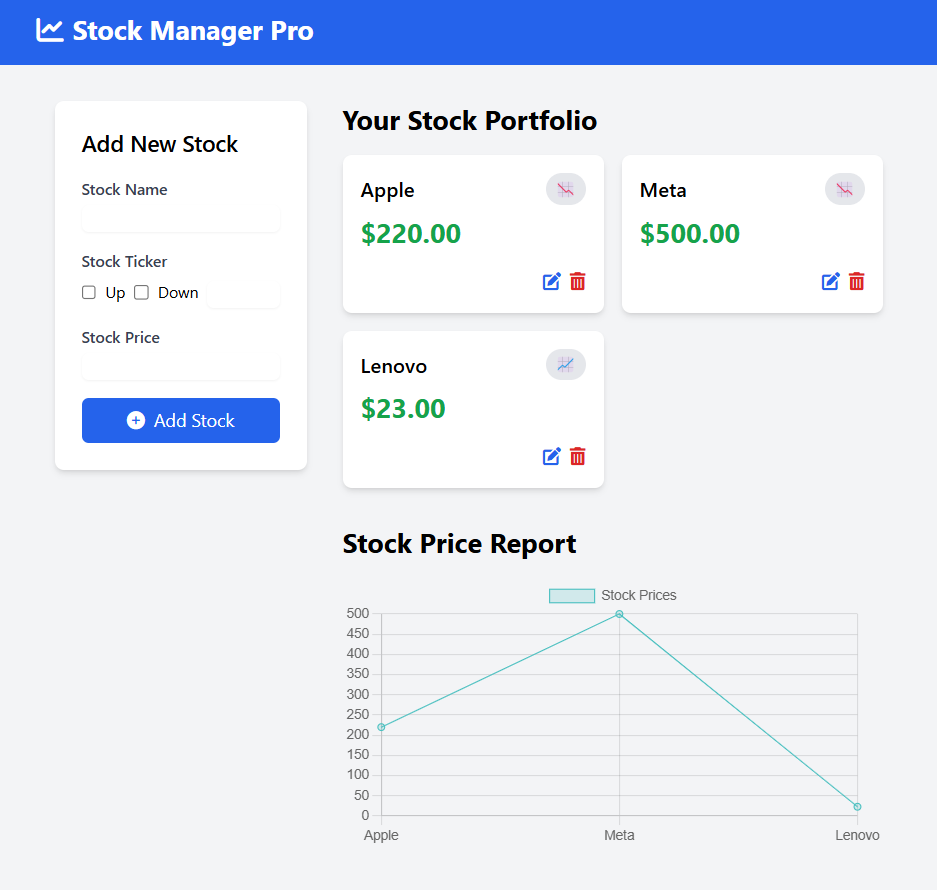 Stock Manager Pro
Add New Stock
Stock Name
Stock Ticker
Up Down
Stock Price
Add Stock
Your Stock Portfolio
Apple
$220.00
Meta
$500.00
Lenovo
$23.00
Stock Price Report
Stock Prices
500
450
400
350
300
250
200
150
100
50
0
Apple Meta Lenovo